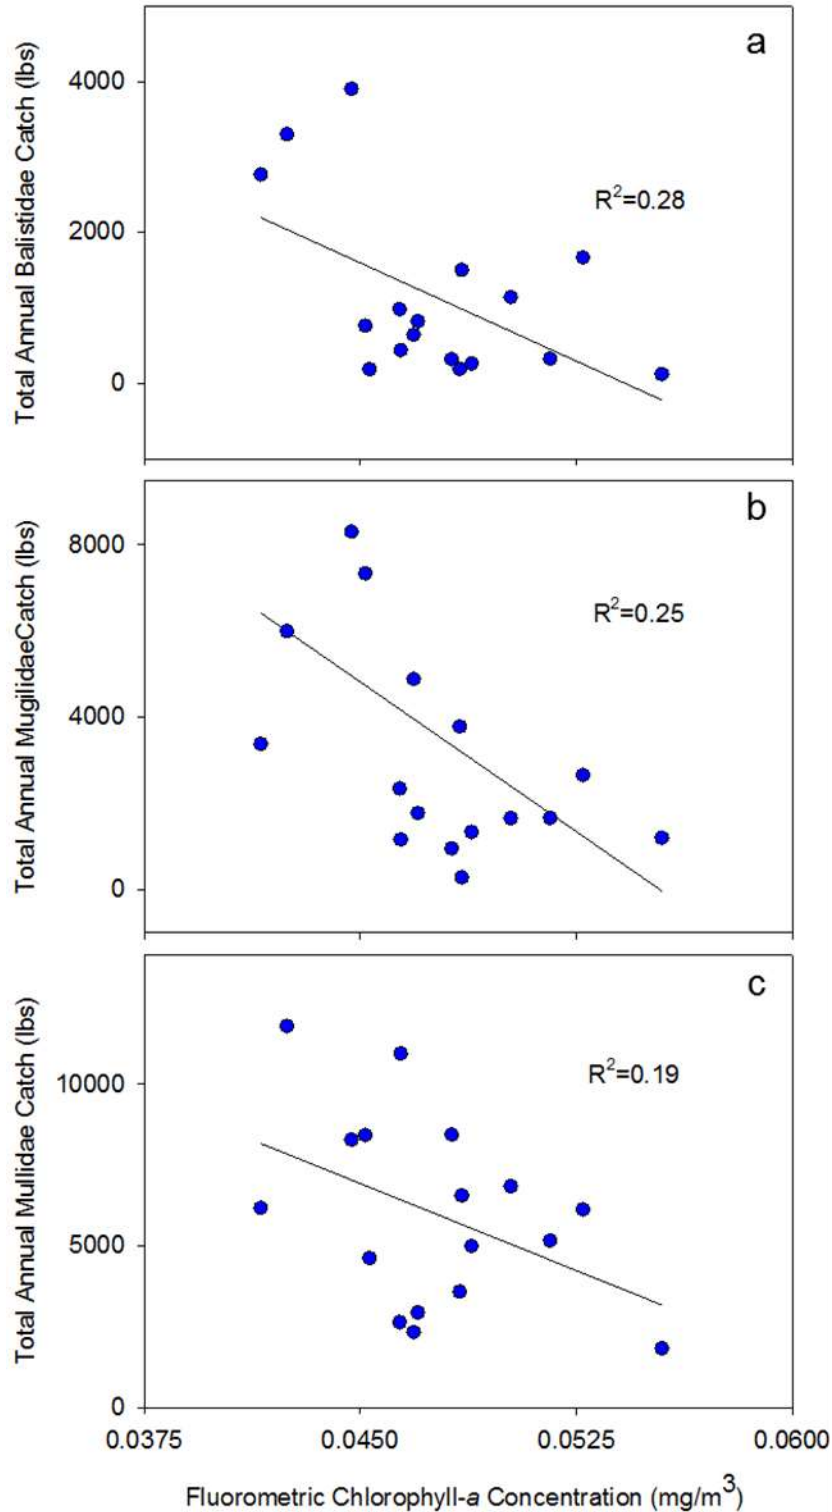 a
Total Annual Balistidae Catch (lbs)
4000
R²=0.28
2000
0
b
Total Annual MugilidaeCatch (lbs)
8000
R²=0.25
4000
0
c
Total Annual Mullidae Catch (lbs)
R²=0.19
10000
5000
0
0.0375 0.0450 0.0525 0.0600
Fluorometric Chlorophyll-a Concentration (mg/m³)